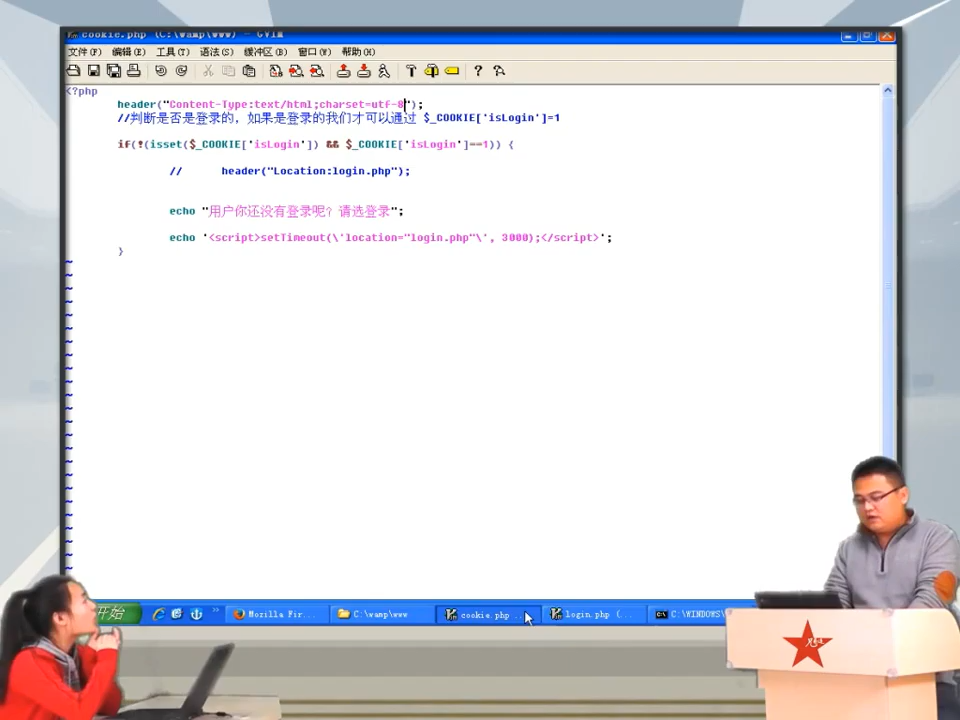 cookie.php (C:\wamp\www) - GVIM
文件(F) 编辑(E) 工具(T) 语法(S) 缓冲区(B) 窗口(W) 帮助(H)
<?php
header("Content-Type:text/html;charset=utf-8");
//判断是否是登录的，如果是登录的我们才可以通过 $_COOKIE['isLogin']=1
if(!(isset($_COOKIE['isLogin']) && $_COOKIE['isLogin']==1)) {
// header("Location:login.php");
echo "用户你还没有登录呢？请选登录";
echo '<script>setTimeout(\'location="login.php"\', 3000);</script>';
}
开始 Mozilla Fir... C:\wamp\www cookie.php ... login.php (... C:\WINDOWS\